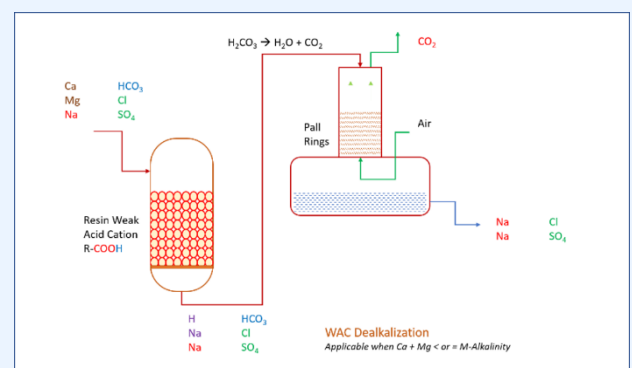 H₂CO₃ → H₂O + CO₂
CO₂
Ca HCO₃
Mg Cl
Na SO₄
Pall
Rings
Air
Resin Weak
Acid Cation
R-COOH
Na Cl
Na SO₄
H HCO₃
Na Cl
Na SO₄
WAC Dealkalization
Applicable when Ca + Mg < or = M-Alkalinity